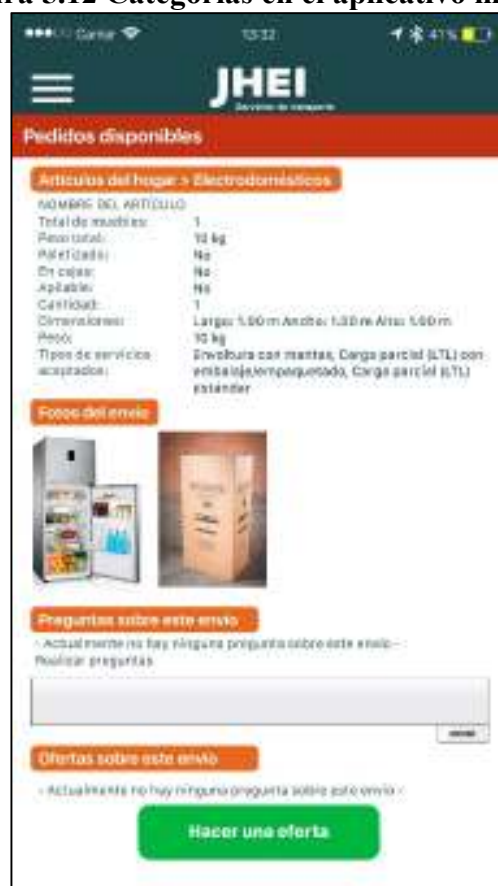 5.12 Categorías en el aplicativo
Carrier 13:32 41%
JHEI
Servicios de transporte
Pedidos disponibles
Artículos del hogar > Electrodomésticos
NOMBRE DEL ARTÍCULO
Total de muebles: 1
Peso total: 10 kg
Paletizado: No
En cajas: No
Apilable: No
Cantidad: 1
Dimensiones: Largo: 1.00 m Ancho: 1.00 m Alto: 1.00 m
Peso: 10 kg
Tipos de servicios Envoltura con mantas, Carga parcial (LTL) con
aceptados: embalaje/empaquetado, Carga parcial (LTL)
estándar
Fotos del envío
Preguntas sobre este envío
- Actualmente no hay ninguna pregunta sobre este envío -
Realizar preguntas
Ofertas sobre este envío
- Actualmente no hay ninguna pregunta sobre este envío -
Hacer una oferta